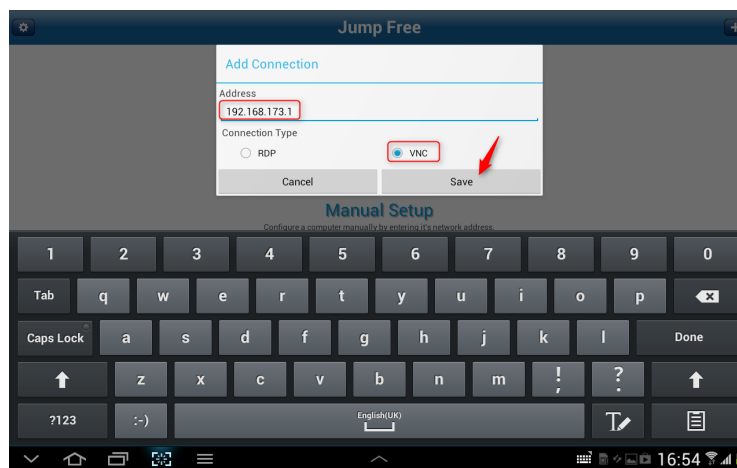 Jump Free
Add Connection
Address
192.168.173.1
Connection Type
RDP VNC
Cancel Save
Manual Setup
Configure a computer manually by entering it's network address.
1 2 3 4 5 6 7 8 9 0
Tab q w e r t y u i o p
Caps Lock a s d f g h j k l Done
z x c v b n m ! , ? .
?123 :-) English(UK) T
16:54